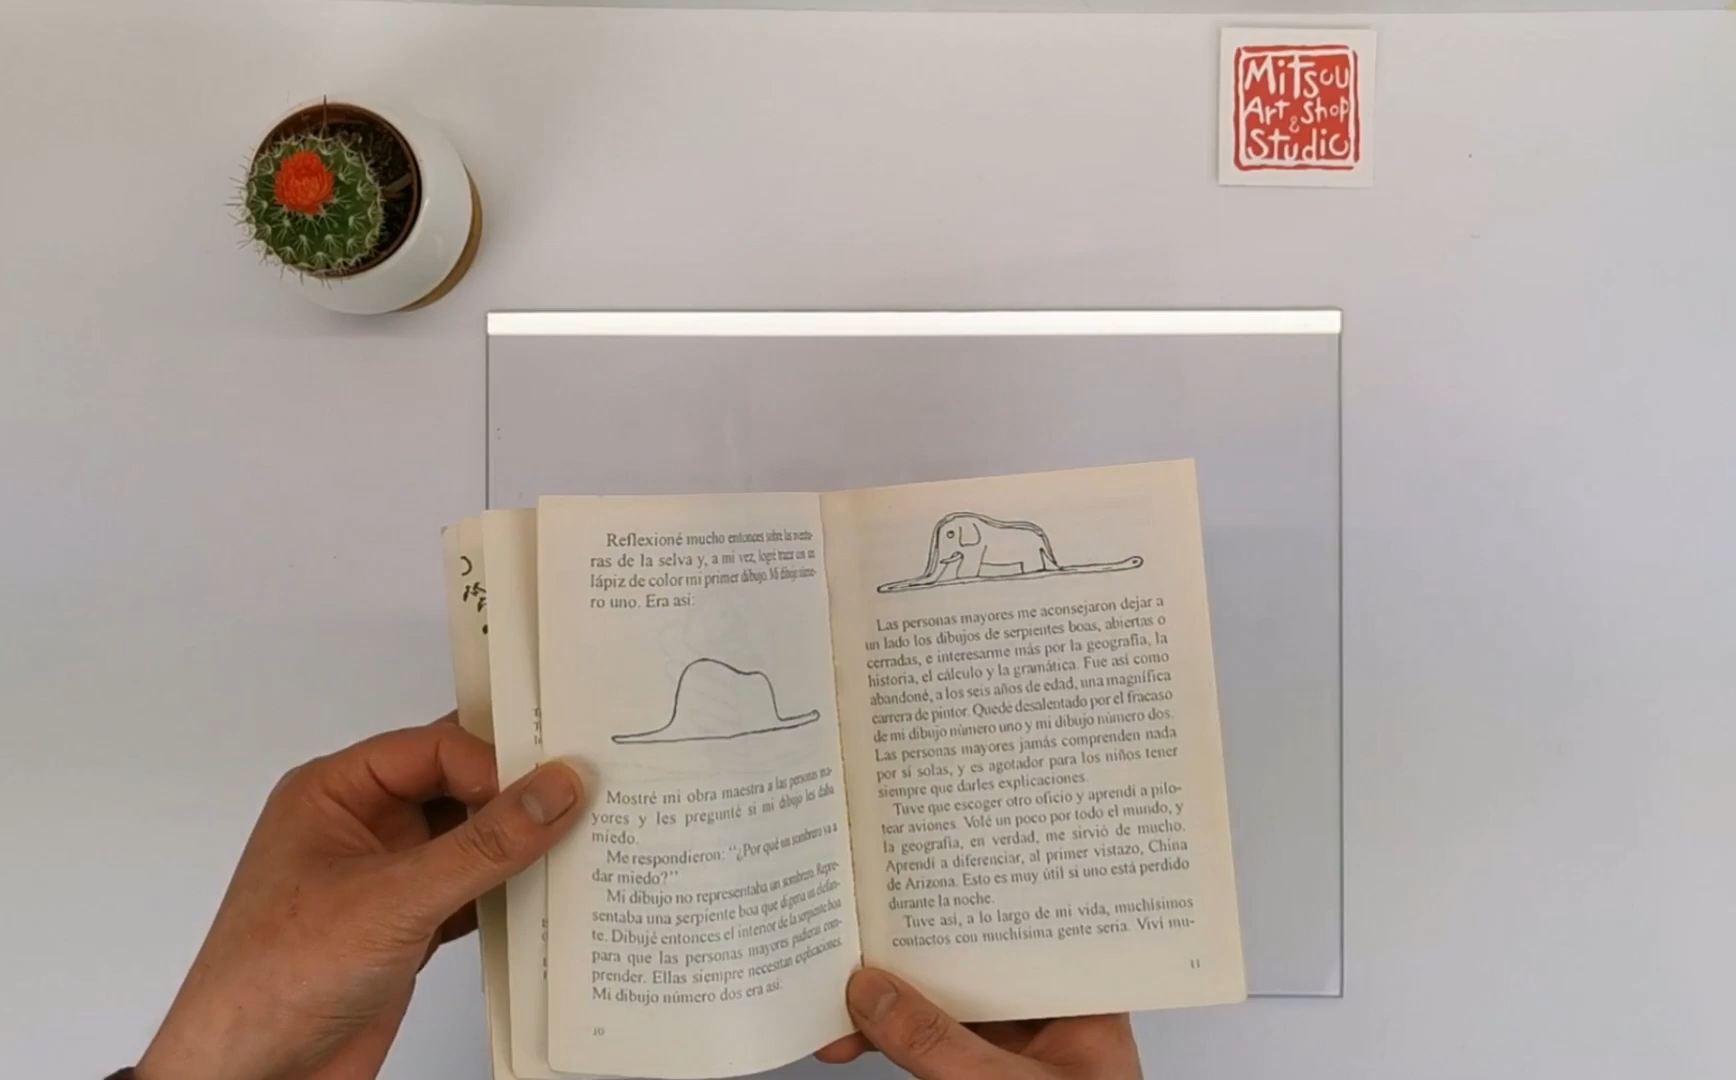 Mitsou
Art & Shop
Studio
Reflexioné mucho entonces sobre las aventu-
ras de la selva y, a mi vez, logré trazar con un
lápiz de color mi primer dibujo. Mi dibujo núme-
ro uno. Era así:
Mostré mi obra maestra a las personas ma-
yores y les pregunté si mi dibujo les daba
miedo.
Me respondieron: “¿Por qué un sombrero va a
dar miedo?”
Mi dibujo no representaba un sombrero. Repre-
sentaba una serpiente boa que digería un elefan-
te. Dibujé entonces el interior de la serpiente boa
para que las personas mayores pudieran com-
prender. Ellas siempre necesitan explicaciones.
Mi dibujo número dos era así:
10
Las personas mayores me aconsejaron dejar a
un lado los dibujos de serpientes boas, abiertas o
cerradas, e interesarme más por la geografía, la
historia, el cálculo y la gramática. Fue así como
abandoné, a los seis años de edad, una magnífica
carrera de pintor. Quedé desalentado por el fracaso
de mi dibujo número uno y mi dibujo número dos.
Las personas mayores jamás comprenden nada
por sí solas, y es agotador para los niños tener
siempre que darles explicaciones.
Tuve que escoger otro oficio y aprendí a pilo-
tear aviones. Volé un poco por todo el mundo, y
la geografía, en verdad, me sirvió de mucho.
Aprendí a diferenciar, al primer vistazo, China
de Arizona. Esto es muy útil si uno está perdido
durante la noche.
Tuve así, a lo largo de mi vida, muchísimos
contactos con muchísima gente seria. Viví mu-
11